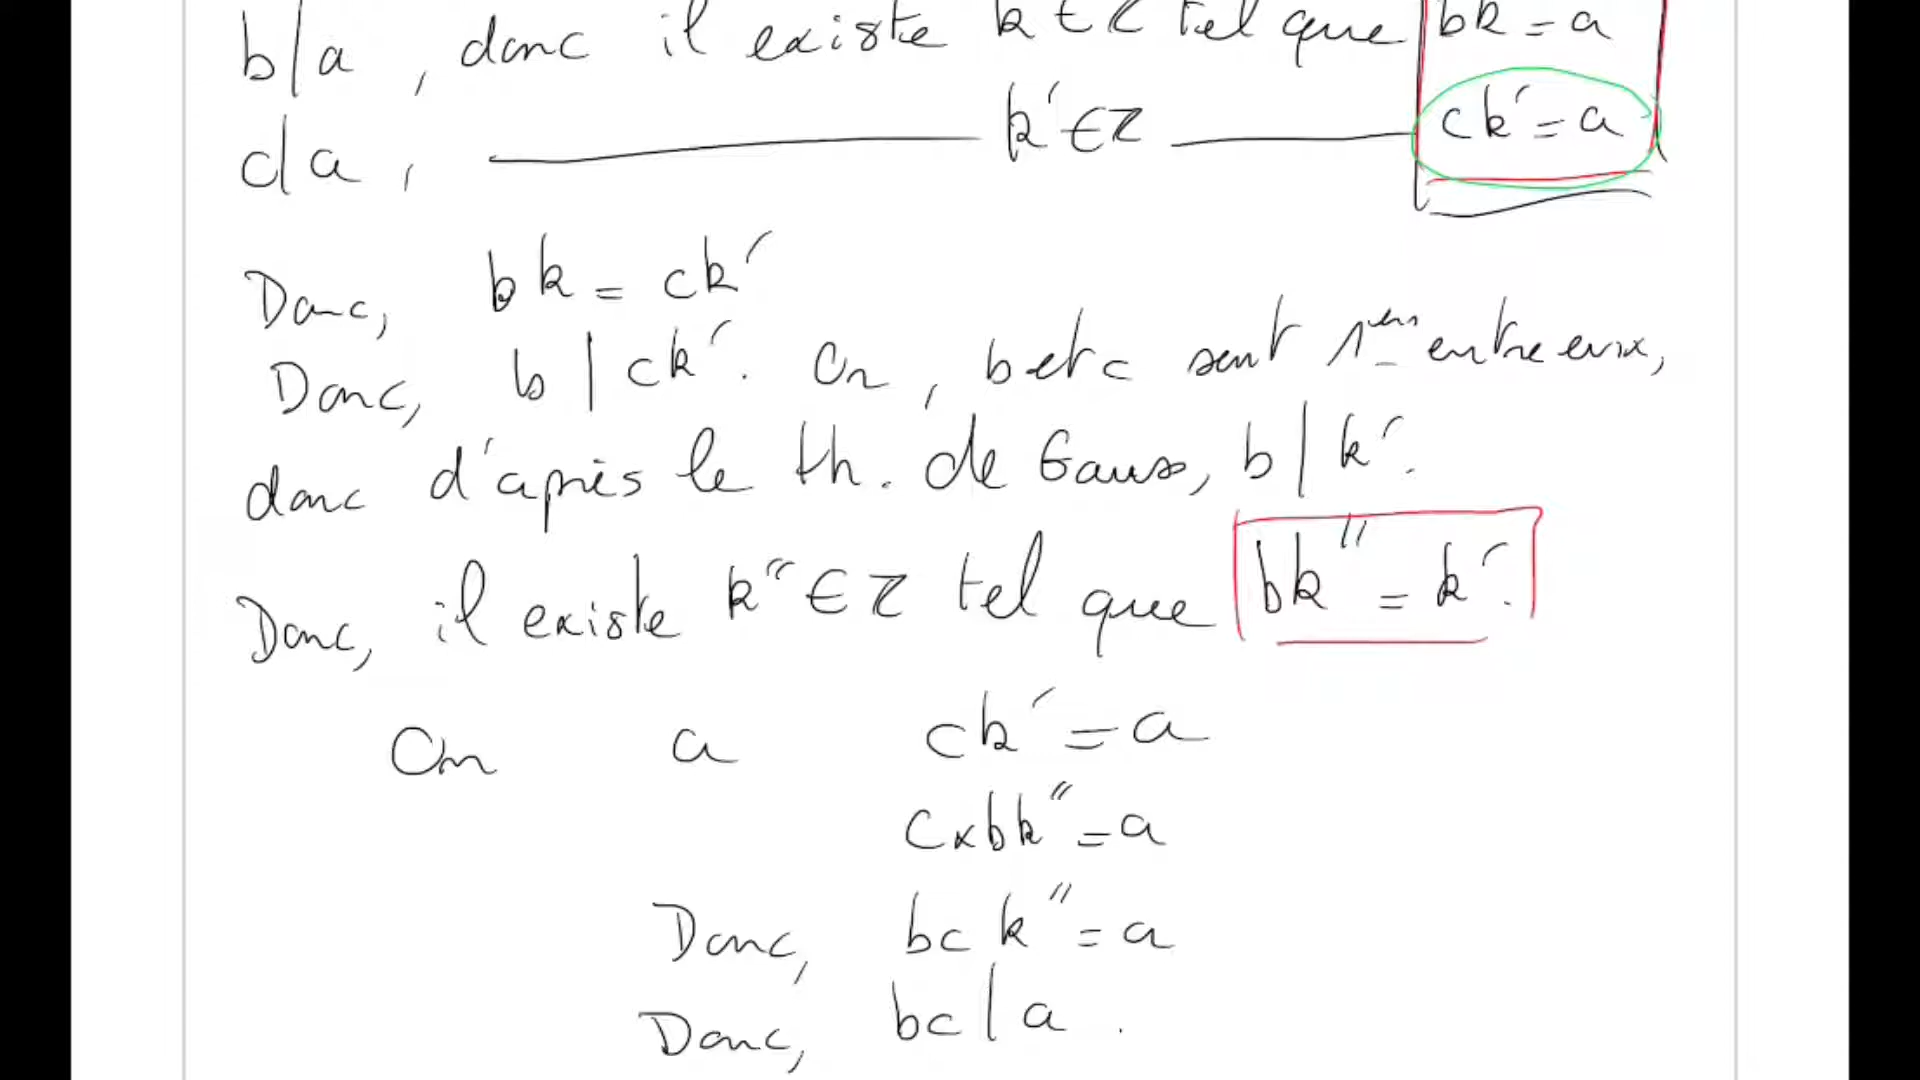 b|a, donc il existe k ∈ Z tel que bk = a
c|a, ———— k' ∈ Z ———— ck' = a
Donc, bk = ck'
Donc, b | ck'. Or, b et c sont 1ers entre eux,
donc d'après le th. de Gauss, b | k'.
Donc, il existe k'' ∈ Z tel que bk'' = k'.
On a ck' = a
c×bk'' = a
Donc, bc k'' = a
Donc, bc | a.